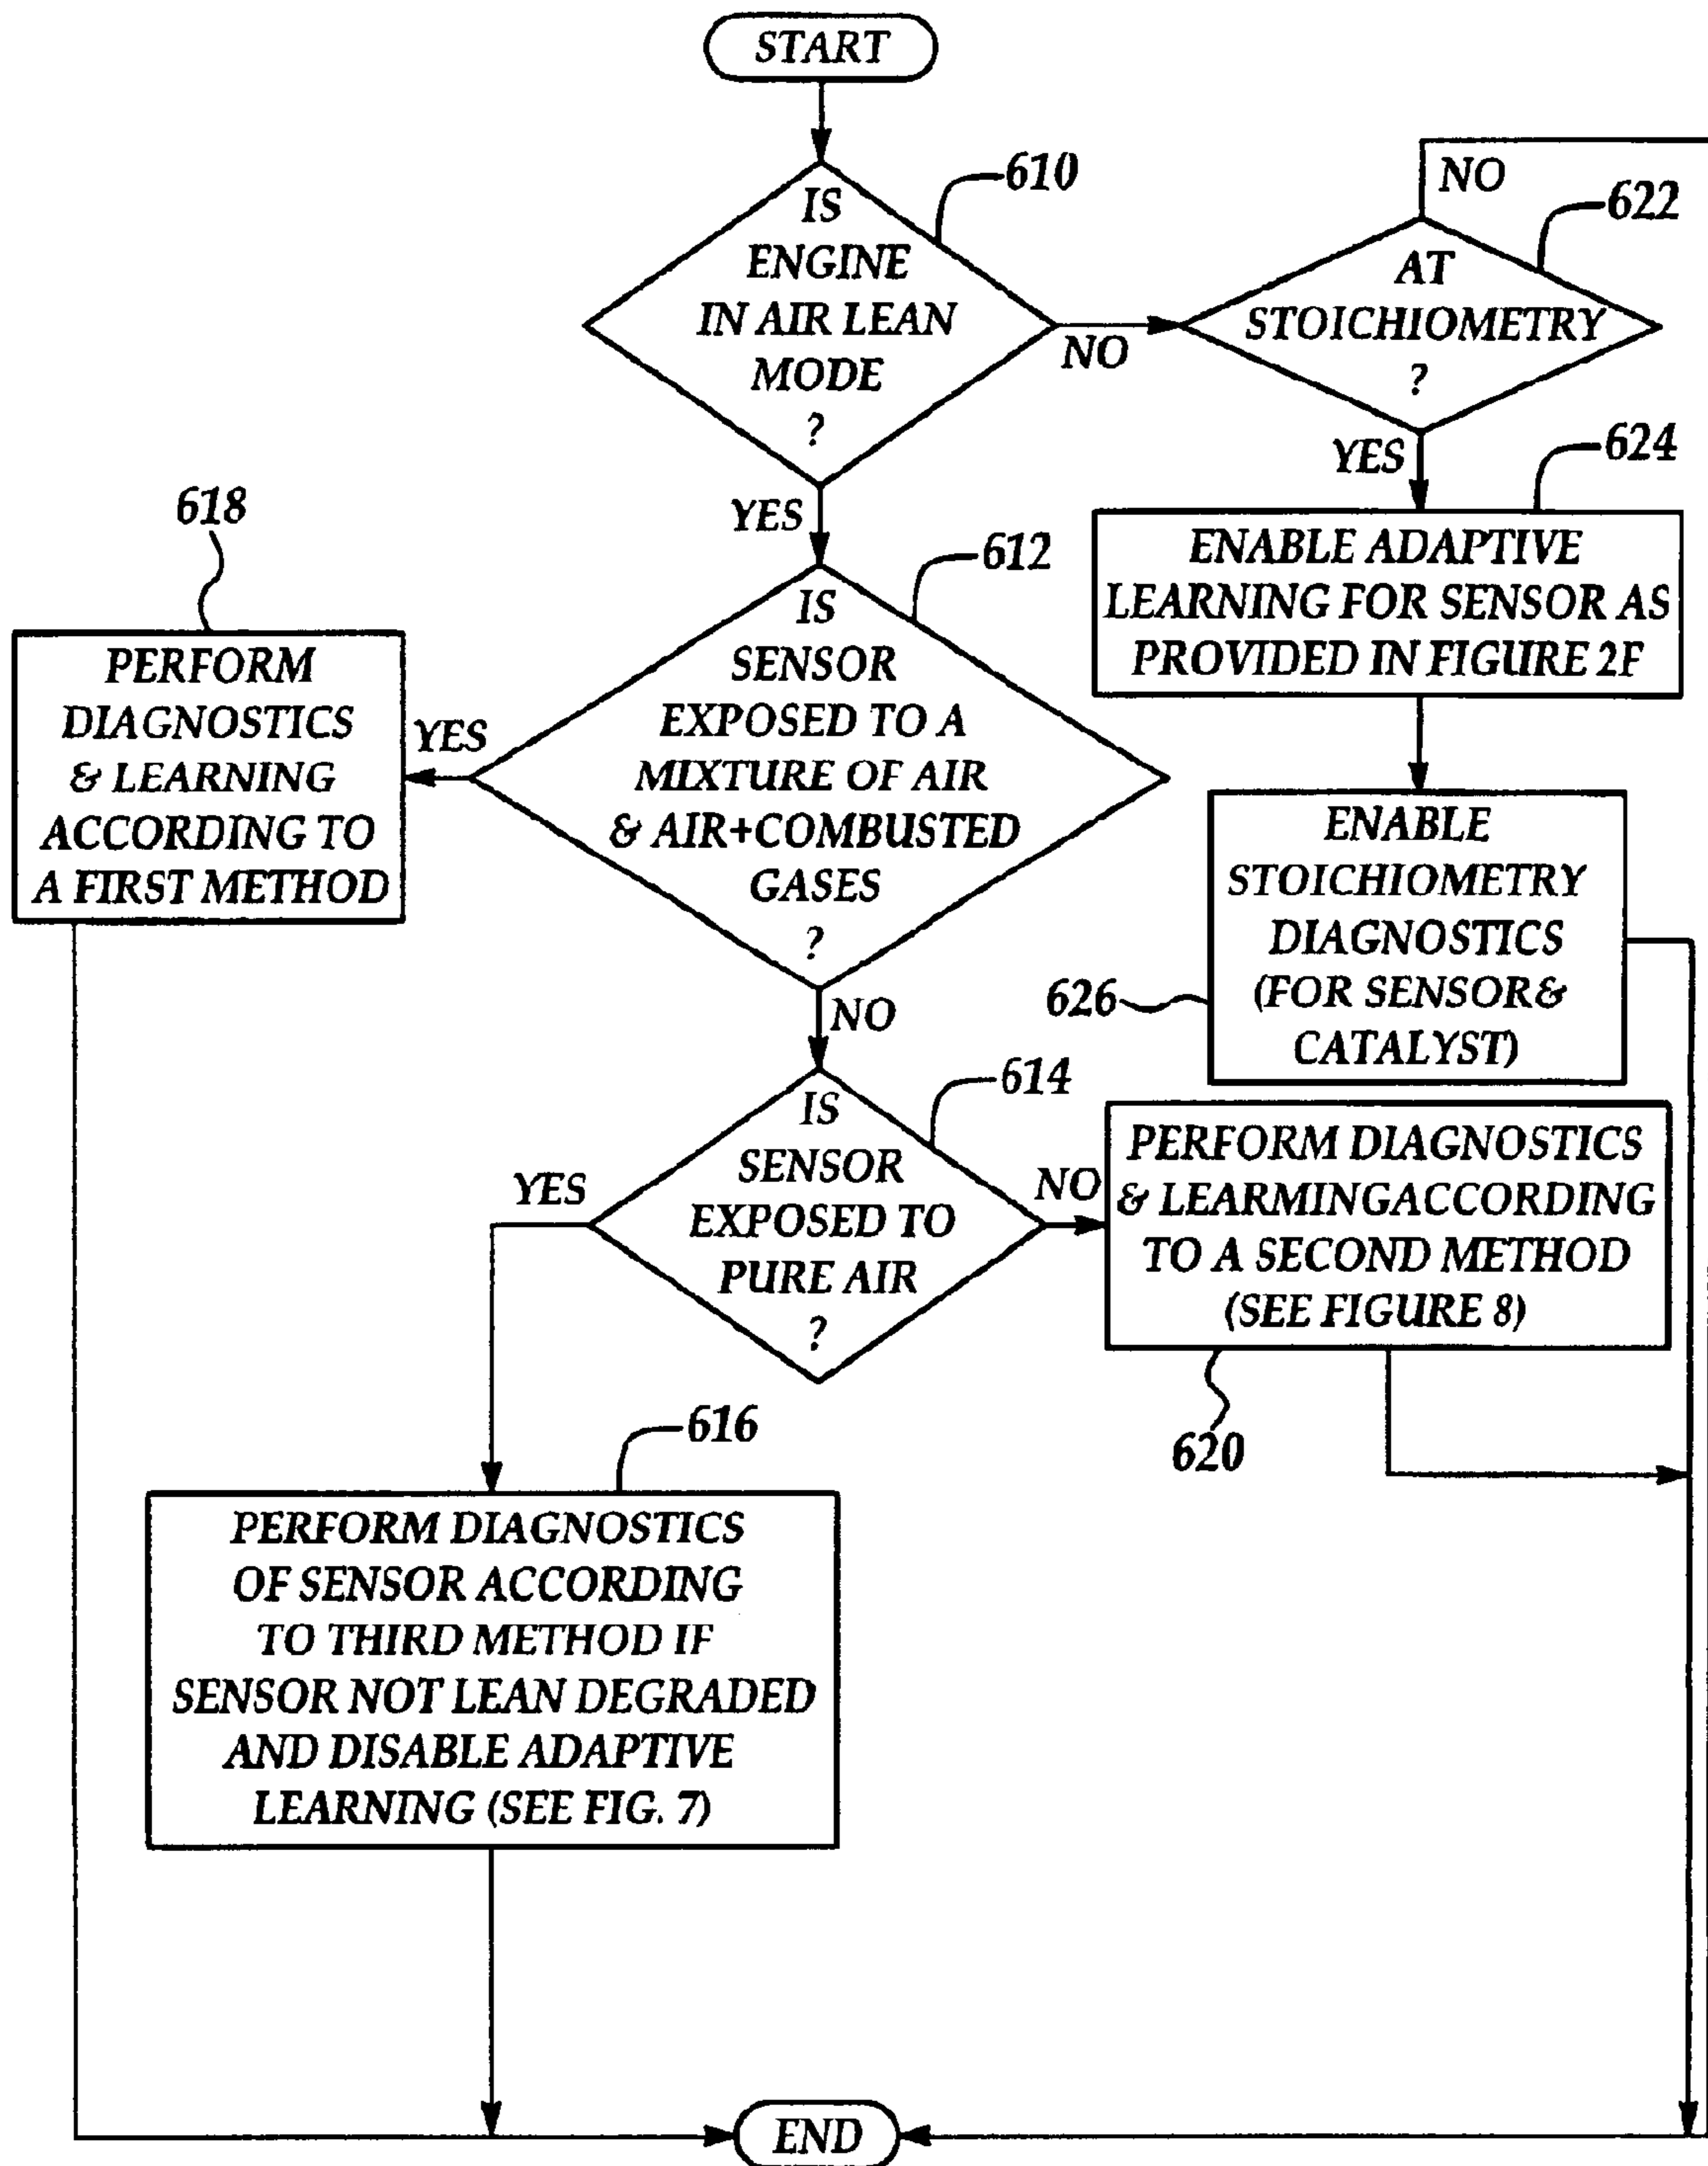 START
610
IS
ENGINE
IN AIR LEAN
MODE
?
NO
YES
NO
622
AT
STOICHIOMETRY
?
YES
624
ENABLE ADAPTIVE
LEARNING FOR SENSOR AS
PROVIDED IN FIGURE 2F
618
PERFORM
DIAGNOSTICS
& LEARNING
ACCORDING TO
A FIRST METHOD
YES
612
IS
SENSOR
EXPOSED TO A
MIXTURE OF AIR
& AIR+COMBUSTED
GASES
?
NO
626
ENABLE
STOICHIOMETRY
DIAGNOSTICS
(FOR SENSOR&
CATALYST)
614
IS
SENSOR
EXPOSED TO
PURE AIR
?
YES
NO
PERFORM DIAGNOSTICS
& LEARMINGACCORDING
TO A SECOND METHOD
(SEE FIGURE 8)
620
616
PERFORM DIAGNOSTICS
OF SENSOR ACCORDING
TO THIRD METHOD IF
SENSOR NOT LEAN DEGRADED
AND DISABLE ADAPTIVE
LEARNING (SEE FIG. 7)
END